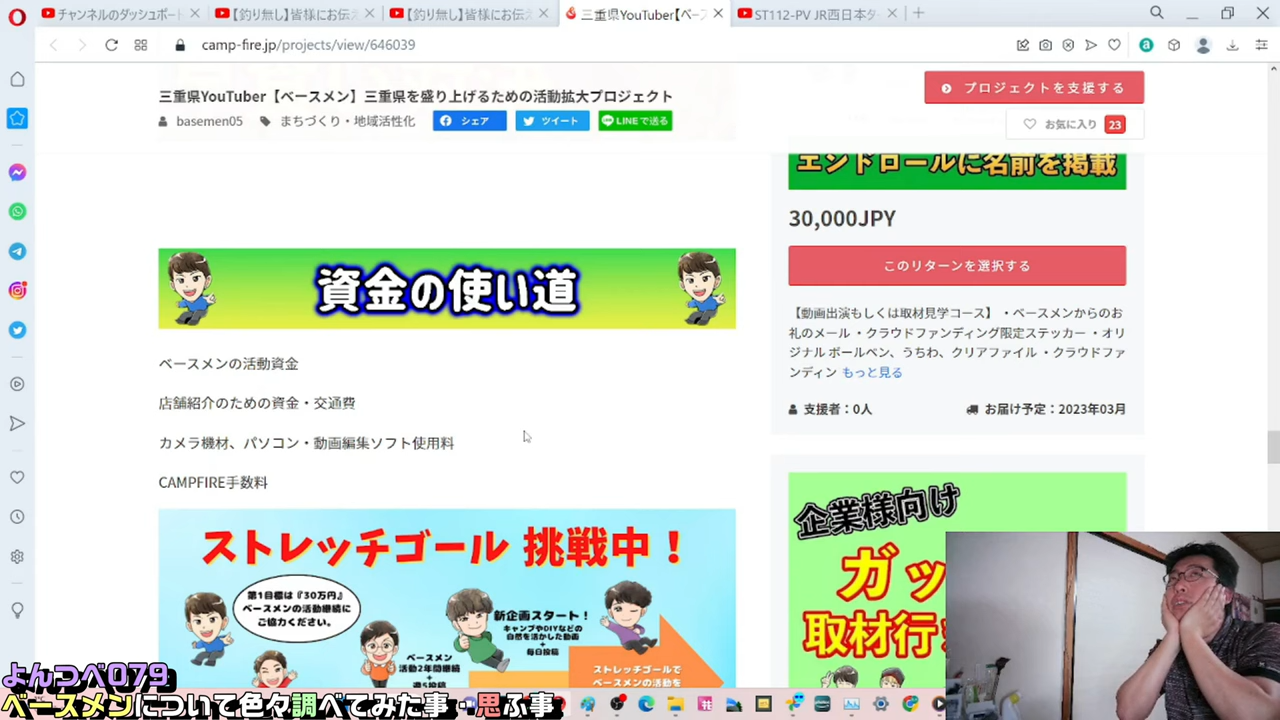 チャンネルのダッシュボート
【釣り無し】皆様にお伝え
【釣り無し】皆様にお伝え
三重県YouTuber【ベース
ST112-PV JR西日本タ
camp-fire.jp/projects/view/646039
三重県YouTuber【ベースメン】三重県を盛り上げるための活動拡大プロジェクト
basemen05 まちづくり・地域活性化 シェア ツイート LINEで送る
プロジェクトを支援する
お気に入り 23
エンドロールに名前を掲載
30,000JPY
このリターンを選択する
【動画出演もしくは取材見学コース】 ・ベースメンからのお
礼のメール ・クラウドファンディング限定ステッカー ・オリ
ジナル ボールペン、うちわ、クリアファイル ・クラウドファ
ンディン もっと見る
支援者：0人 お届け予定：2023年03月
資金の使い道
ベースメンの活動資金
店舗紹介のための資金・交通費
カメラ機材、パソコン・動画編集ソフト使用料
CAMPFIRE手数料
ストレッチゴール 挑戦中！
第1目標は『30万円』
ベースメンの活動継続に
ご協力ください。
新企画スタート！
キャンプやDIYなどの
自然を活かした動画
+
毎日投稿
ベースメン
活動2年間継続
+
週5投稿
ストレッチゴールで
ベースメンの活動を
企業様向け
ガッ
取材行
よんつべ079
ベースメンについて色々調べてみた事・思ふ事